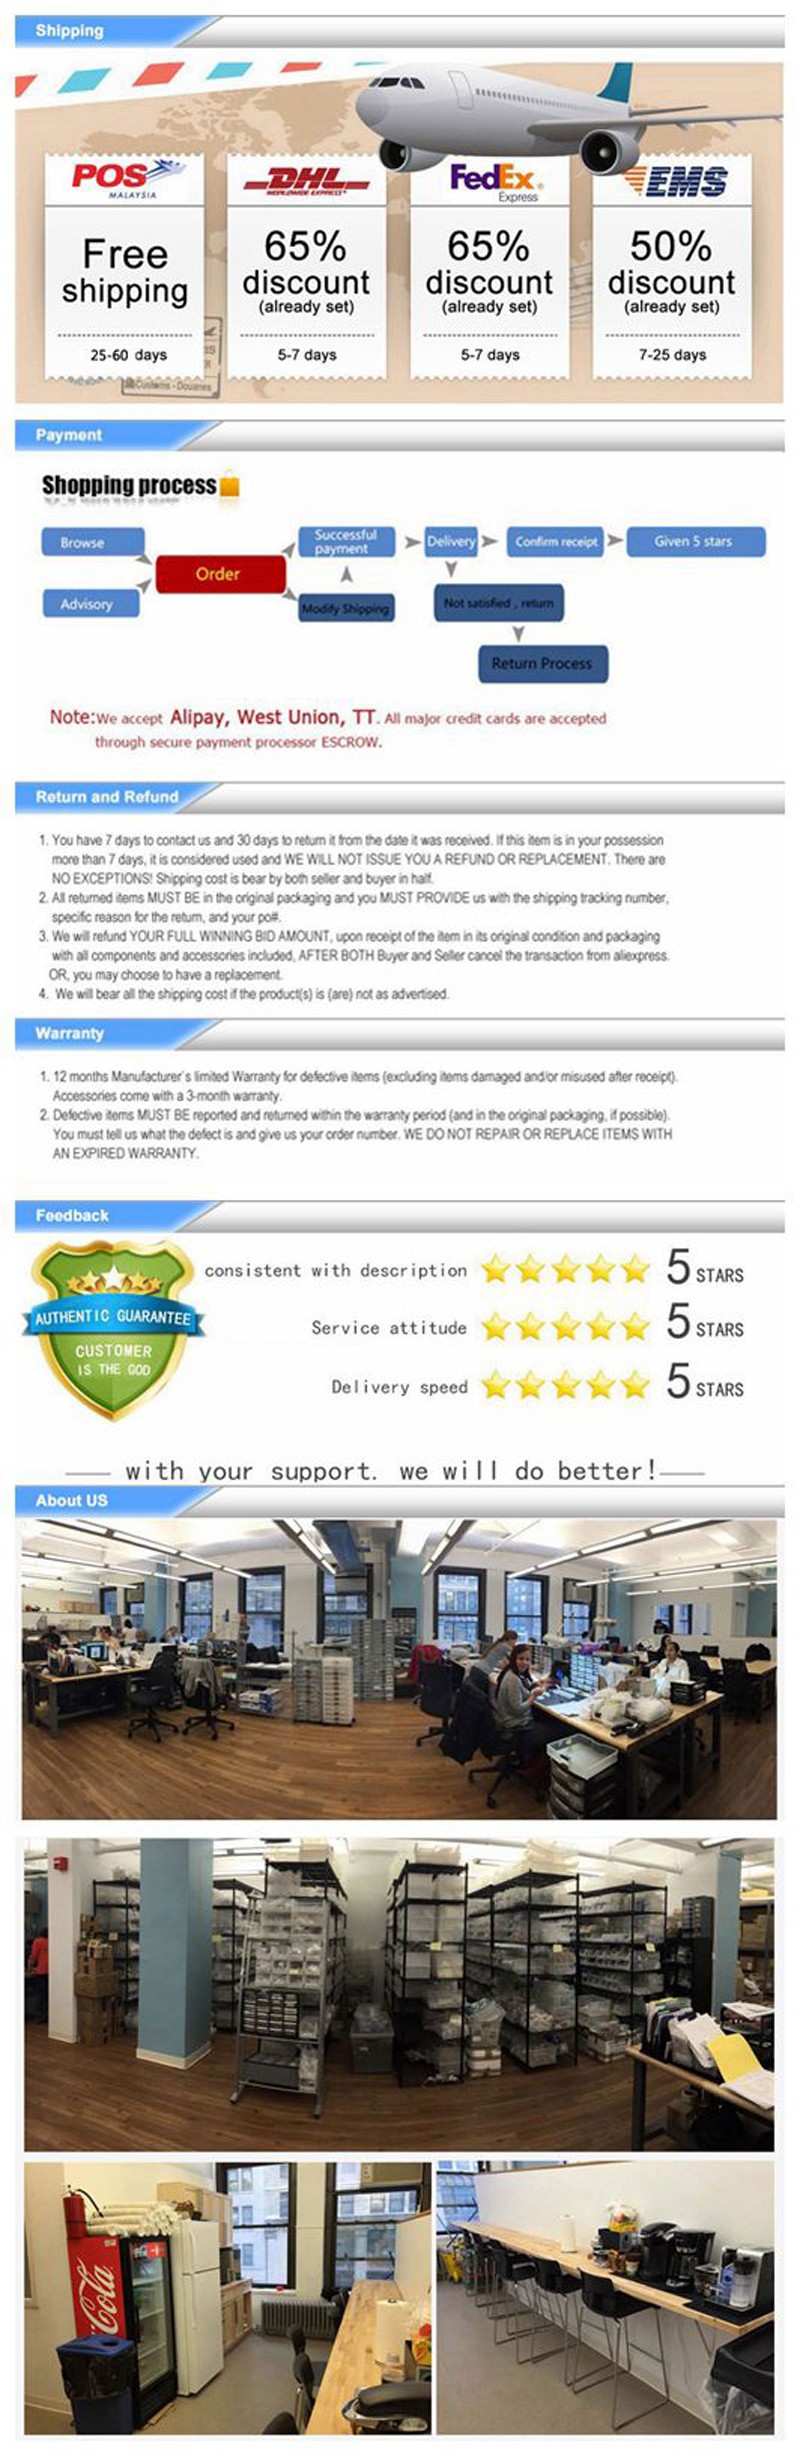 Shipping
POS
MALAYSIA
Free
shipping
25-60 days
DHL
WORLDWIDE EXPRESS
65%
discount
(already set)
5-7 days
FedEx
Express
65%
discount
(already set)
5-7 days
EMS
50%
discount
(already set)
7-25 days
Customs - Douanes
Payment
Shopping process
Browse
Advisory
Order
Successful
payment
Modify Shipping
Delivery
Confirm receipt
Given 5 stars
Not satisfied , return
Return Process
Note:We accept Alipay, West Union, TT. All major credit cards are accepted
through secure payment processor ESCROW.
Return and Refund
1. You have 7 days to contact us and 30 days to return it from the date it was received. If this item is in your possession
more than 7 days, it is considered used and WE WILL NOT ISSUE YOU A REFUND OR REPLACEMENT. There are
NO EXCEPTIONS! Shipping cost is bear by both seller and buyer in half.
2. All returned items MUST BE in the original packaging and you MUST PROVIDE us with the shipping tracking number,
specific reason for the return, and your po#.
3. We will refund YOUR FULL WINNING BID AMOUNT, upon receipt of the item in its original condition and packaging
with all components and accessories included, AFTER BOTH Buyer and Seller cancel the transaction from aliexpress.
OR, you may choose to have a replacement.
4. We will bear all the shipping cost if the product(s) is (are) not as advertised.
Warranty
1. 12 months Manufacturer's limited Warranty for defective items (excluding items damaged and/or misused after receipt).
Accessories come with a 3-month warranty.
2. Defective items MUST BE reported and returned within the warranty period (and in the original packaging, if possible).
You must tell us what the defect is and give us your order number. WE DO NOT REPAIR OR REPLACE ITEMS WITH
AN EXPIRED WARRANTY.
Feedback
AUTHENTIC GUARANTEE
CUSTOMER
IS THE GOD
consistent with description 5 STARS
Service attitude 5 STARS
Delivery speed 5 STARS
with your support. we will do better!
About US
Cola